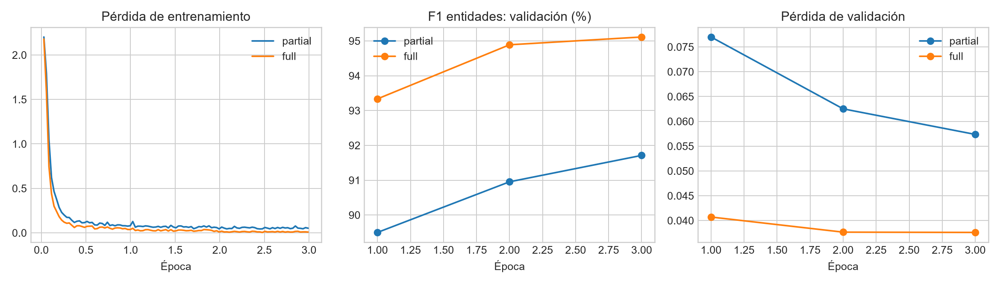 Pérdida de entrenamiento
partial
full
2.0
1.5
1.0
0.5
0.0
0.0 0.5 1.0 1.5 2.0 2.5 3.0
Época
F1 entidades: validación (%)
partial
full
95
94
93
92
91
90
1.00 1.25 1.50 1.75 2.00 2.25 2.50 2.75 3.00
Época
Pérdida de validación
partial
full
0.075
0.070
0.065
0.060
0.055
0.050
0.045
0.040
1.00 1.25 1.50 1.75 2.00 2.25 2.50 2.75 3.00
Época